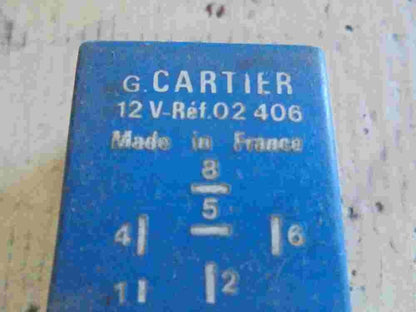 G. CARTIER
12 V-Réf. 02 406
Made in France
8
5
4 6
1 2